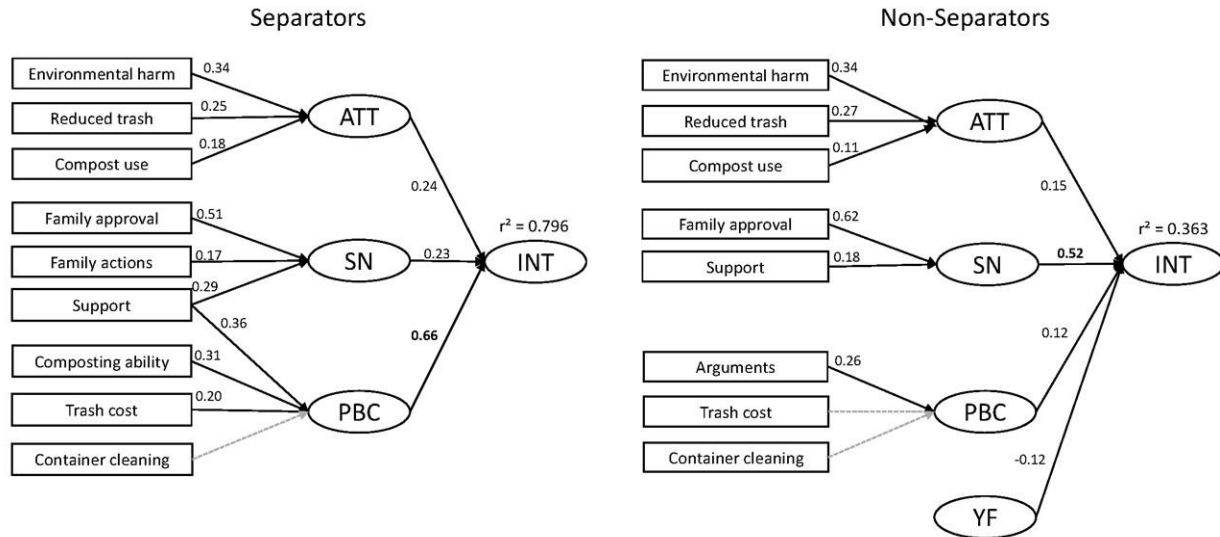 Separators
Environmental harm
0.34
Reduced trash
0.25
Compost use
0.18
ATT
0.24
Family approval
0.51
Family actions
0.17
Support
0.29
0.36
SN
0.23
r² = 0.796
INT
Composting ability
0.31
Trash cost
0.20
Container cleaning
PBC
0.66
Non-Separators
Environmental harm
0.34
Reduced trash
0.27
Compost use
0.11
ATT
0.15
Family approval
0.62
Support
0.18
SN
0.52
r² = 0.363
INT
Arguments
0.26
Trash cost
Container cleaning
PBC
0.12
-0.12
YF